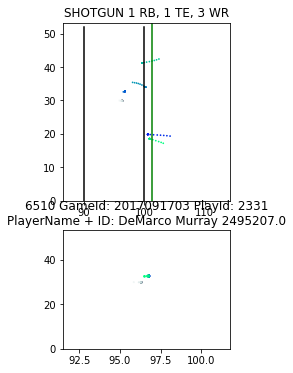 SHOTGUN 1 RB, 1 TE, 3 WR
50
40
30
20
10
0
90 100 110
6510 GameId: 2017091703 PlayId: 2331
PlayerName + ID: DeMarco Murray 2495207.0
40
20
0
92.5 95.0 97.5 100.0